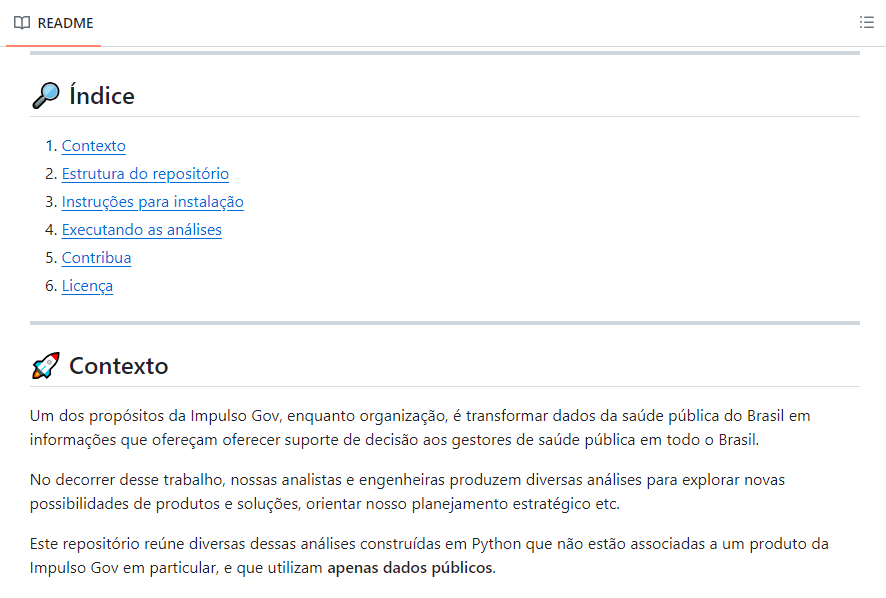 README
Índice
1. Contexto
2. Estrutura do repositório
3. Instruções para instalação
4. Executando as análises
5. Contribua
6. Licença
Contexto
Um dos propósitos da Impulso Gov, enquanto organização, é transformar dados da saúde pública do Brasil em
informações que ofereçam oferecer suporte de decisão aos gestores de saúde pública em todo o Brasil.
No decorrer desse trabalho, nossas analistas e engenheiras produzem diversas análises para explorar novas
possibilidades de produtos e soluções, orientar nosso planejamento estratégico etc.
Este repositório reúne diversas dessas análises construídas em Python que não estão associadas a um produto da
Impulso Gov em particular, e que utilizam apenas dados públicos.